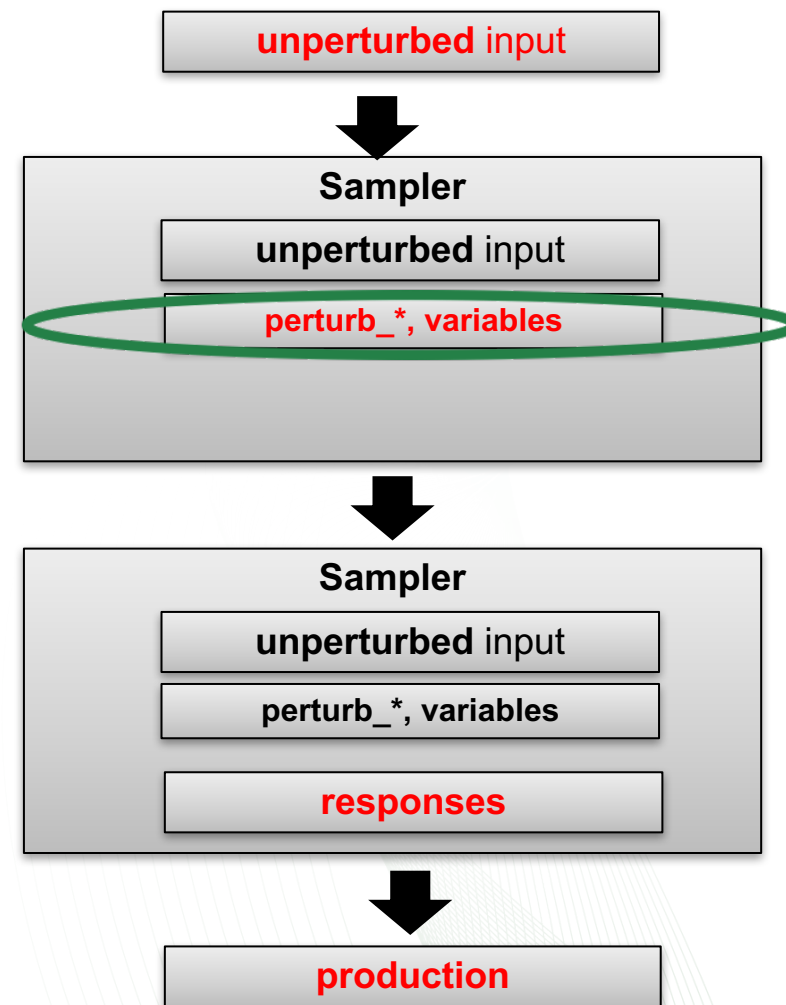 unperturbed input
Sampler
unperturbed input
perturb_*, variables
Sampler
unperturbed input
perturb_*, variables
responses
production